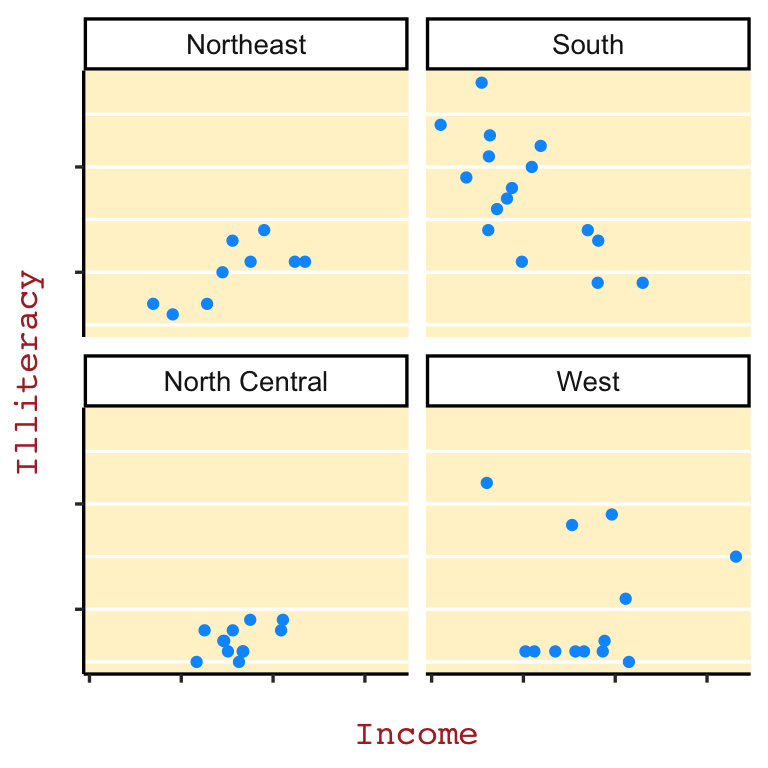 Northeast
South
Illiteracy
North Central
West
Income